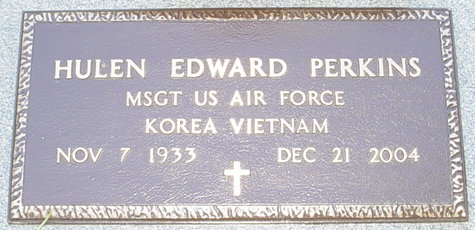 HULEN EDWARD PERKINS
MSGT US AIR FORCE
KOREA VIETNAM
NOV 7 1933 DEC 21 2004